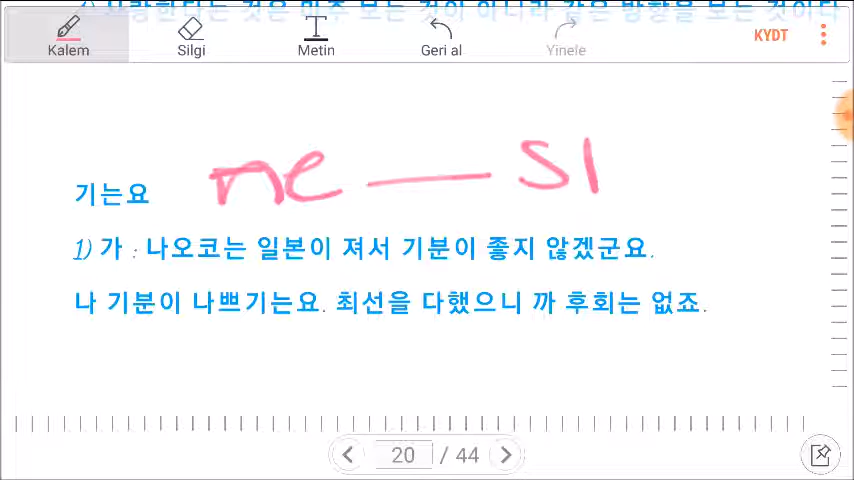 Kalem Silgi Metin Geri al Yinele KYDT
ne — si
기는요
1) 가 : 나오코는 일본이 져서 기분이 좋지 않겠군요.
나 기분이 나쁘기는요. 최선을 다했으니 까 후회는 없죠.
20 / 44